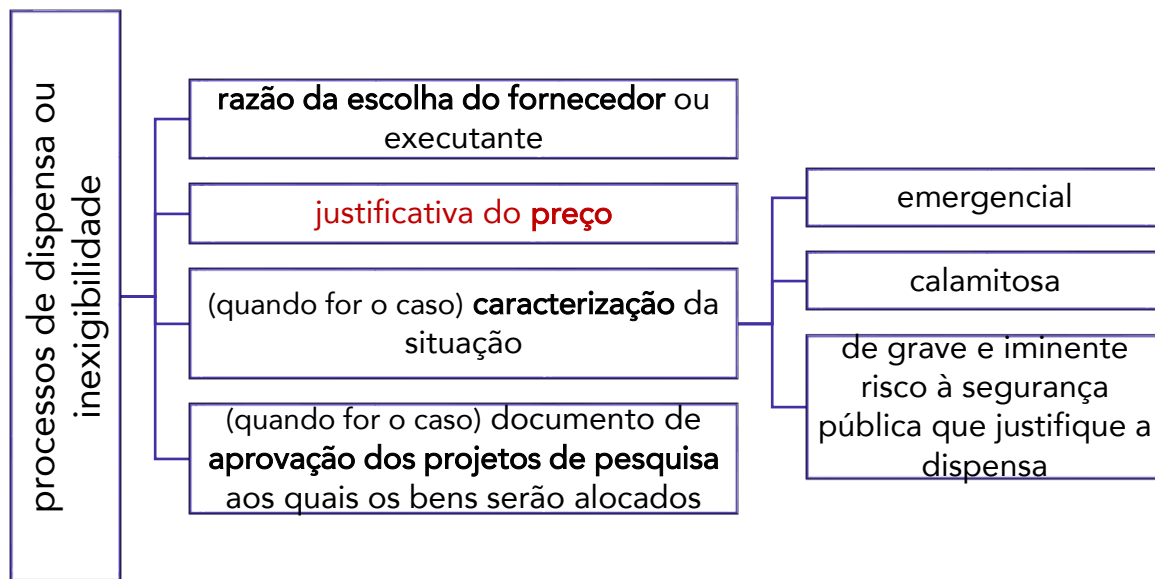 processos de dispensa ou
inexigibilidade
razão da escolha do fornecedor ou
executante
justificativa do preço
(quando for o caso) caracterização da
situação
(quando for o caso) documento de
aprovação dos projetos de pesquisa
aos quais os bens serão alocados
emergencial
calamitosa
de grave e iminente
risco à segurança
pública que justifique a
dispensa